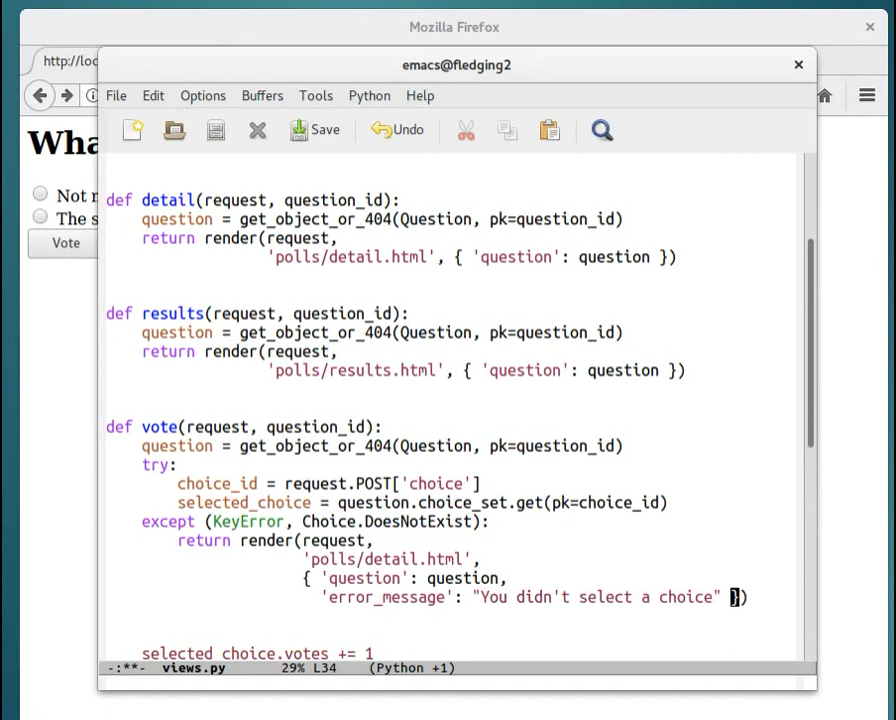 Mozilla Firefox
http://loc
emacs@fledging2
File Edit Options Buffers Tools Python Help
Save Undo
Wha
Not n
The s
Vote
def detail(request, question_id):
question = get_object_or_404(Question, pk=question_id)
return render(request,
'polls/detail.html', { 'question': question })
def results(request, question_id):
question = get_object_or_404(Question, pk=question_id)
return render(request,
'polls/results.html', { 'question': question })
def vote(request, question_id):
question = get_object_or_404(Question, pk=question_id)
try:
choice_id = request.POST['choice']
selected_choice = question.choice_set.get(pk=choice_id)
except (KeyError, Choice.DoesNotExist):
return render(request,
'polls/detail.html',
{ 'question': question,
'error_message': "You didn't select a choice" })
selected_choice.votes += 1
-:**- views.py 29% L34 (Python +1)